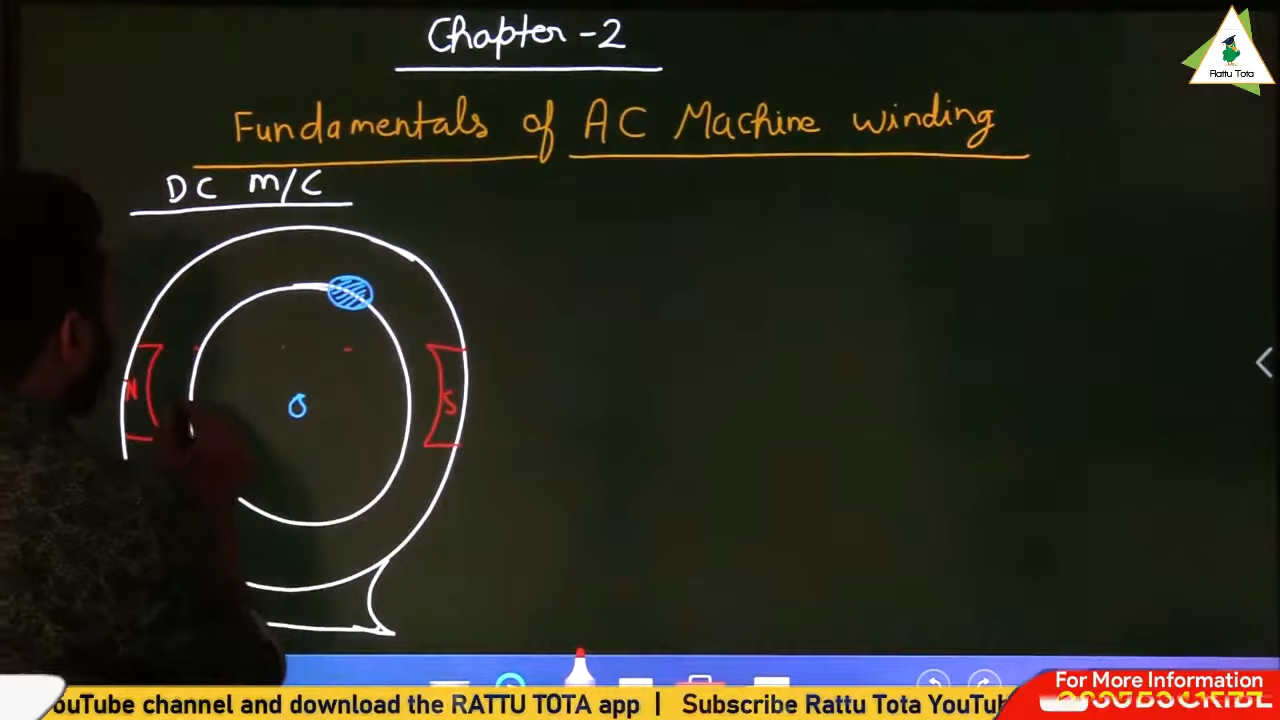 Chapter - 2
Rattu Tota
Fundamentals of AC Machine winding
DC M/C
N
S
For More Information
ouTube channel and download the RATTU TOTA app | Subscribe Rattu Tota YouTub